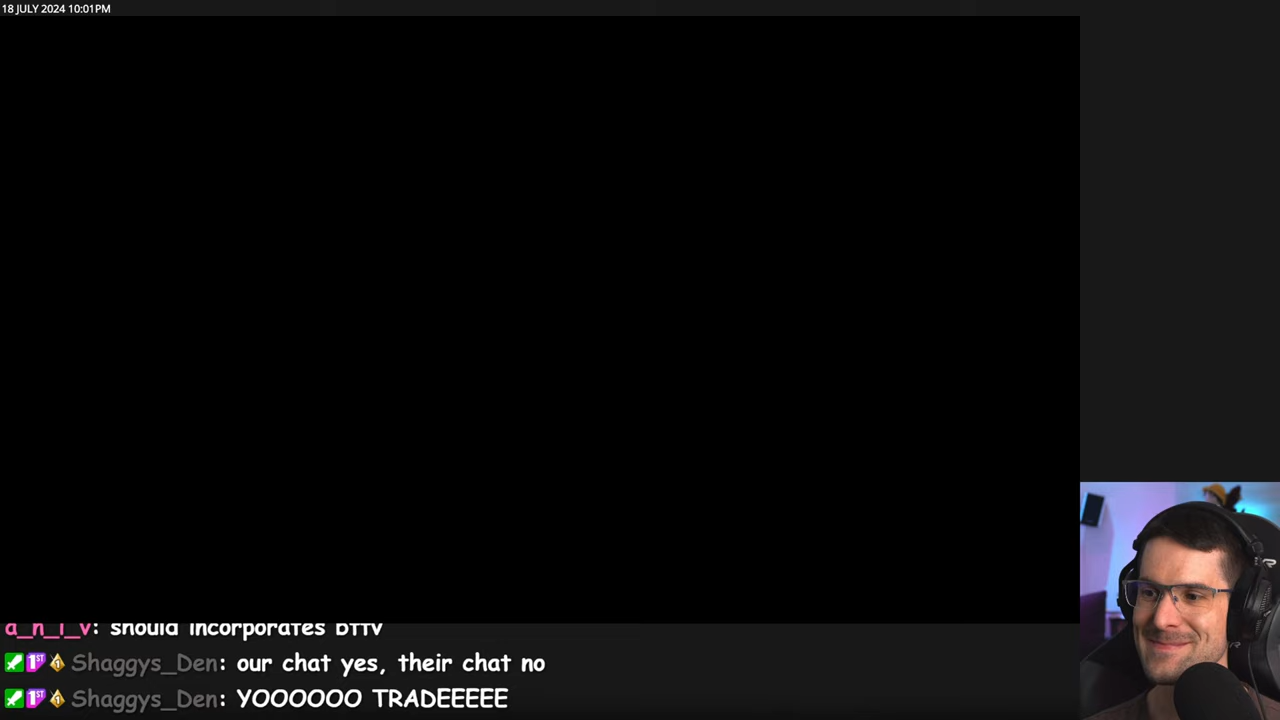 18 JULY 2024 10:01PM
a_n_i_v: should incorporates bttv
Shaggys_Den: our chat yes, their chat no
Shaggys_Den: YOOOOOO TRADEEEEE